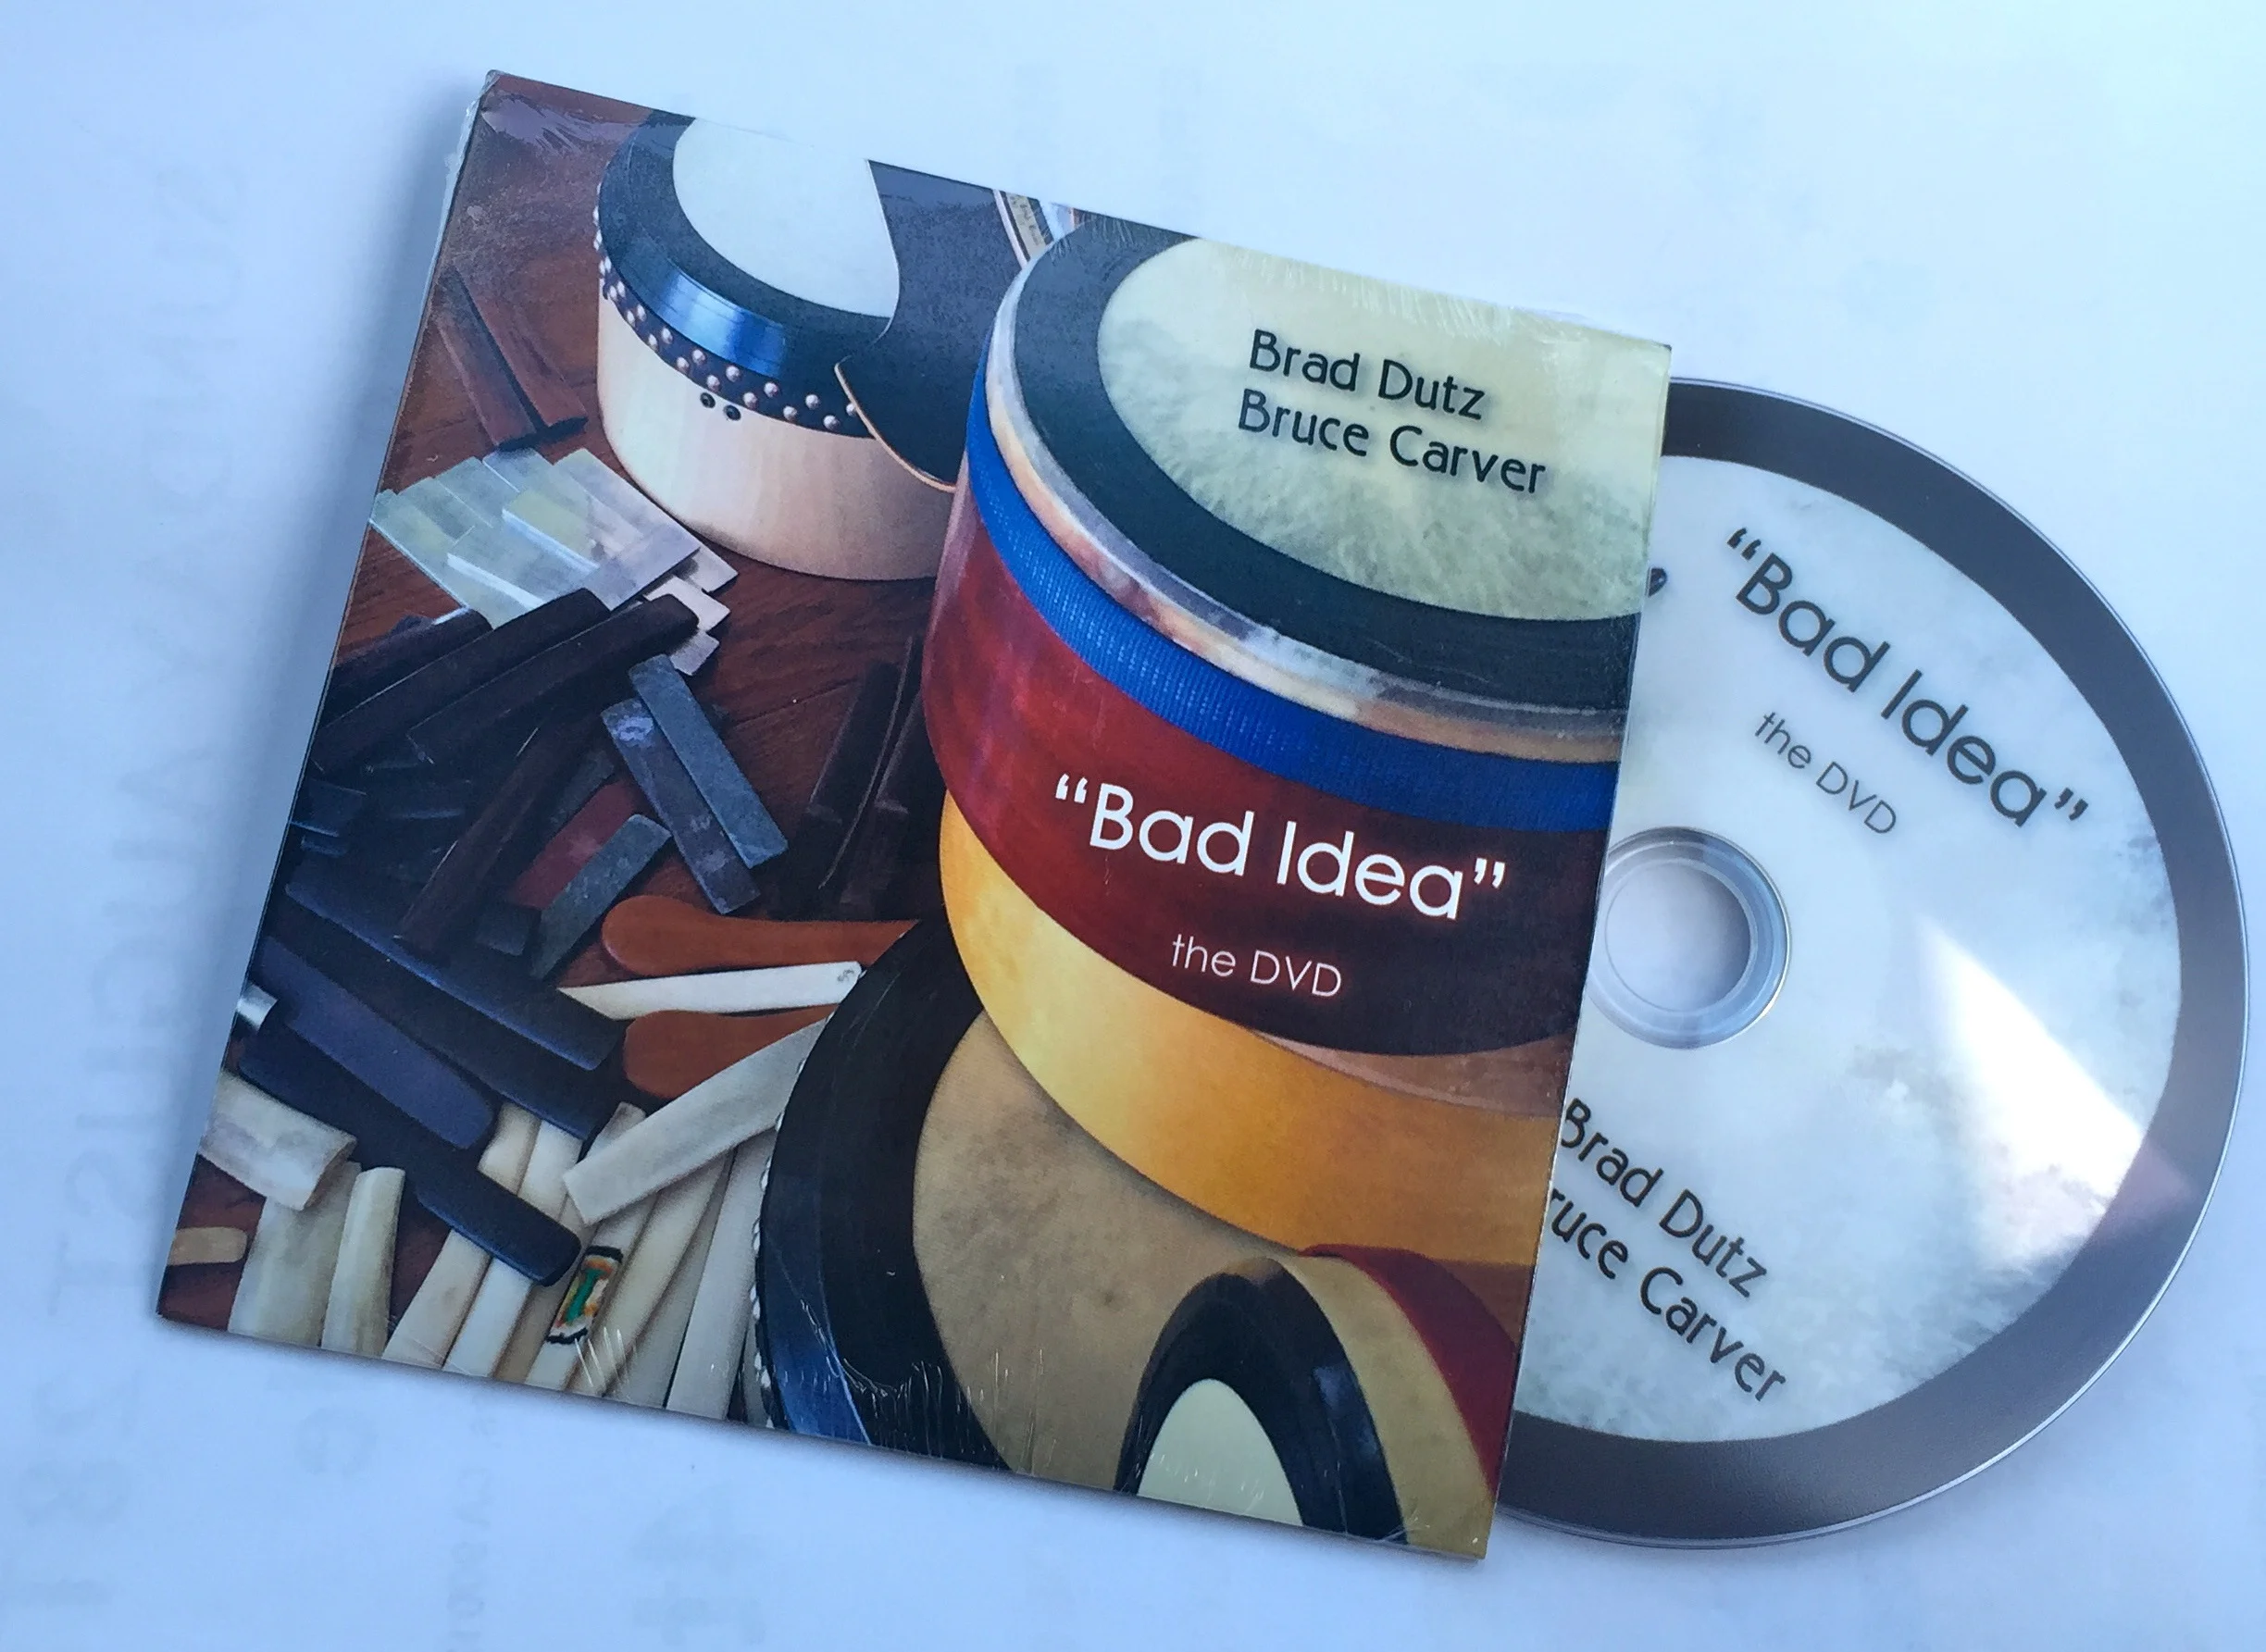 Brad Dutz
Bruce Carver
“Bad Idea”
the DVD
“Bad Idea”
the DVD
Brad Dutz
ruce Carver